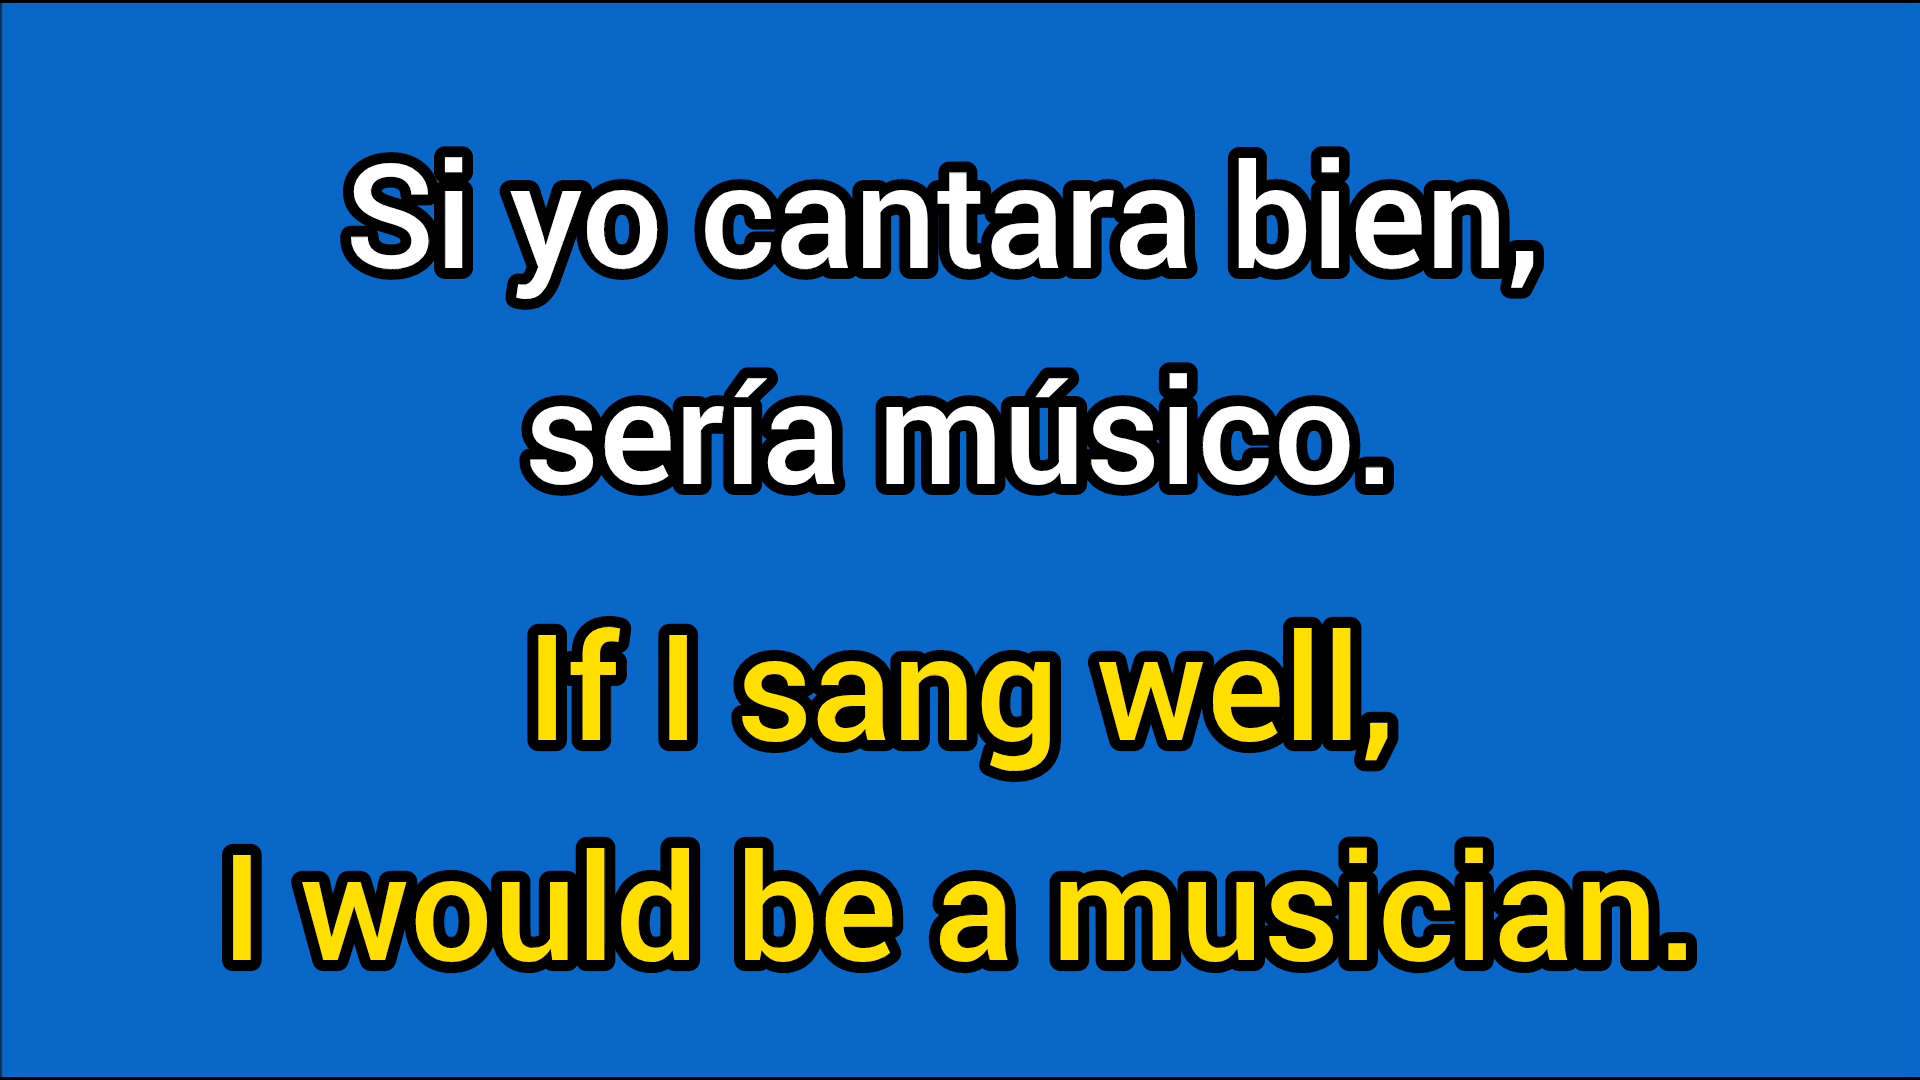 Si yo cantara bien,
sería músico.
If I sang well,
I would be a musician.